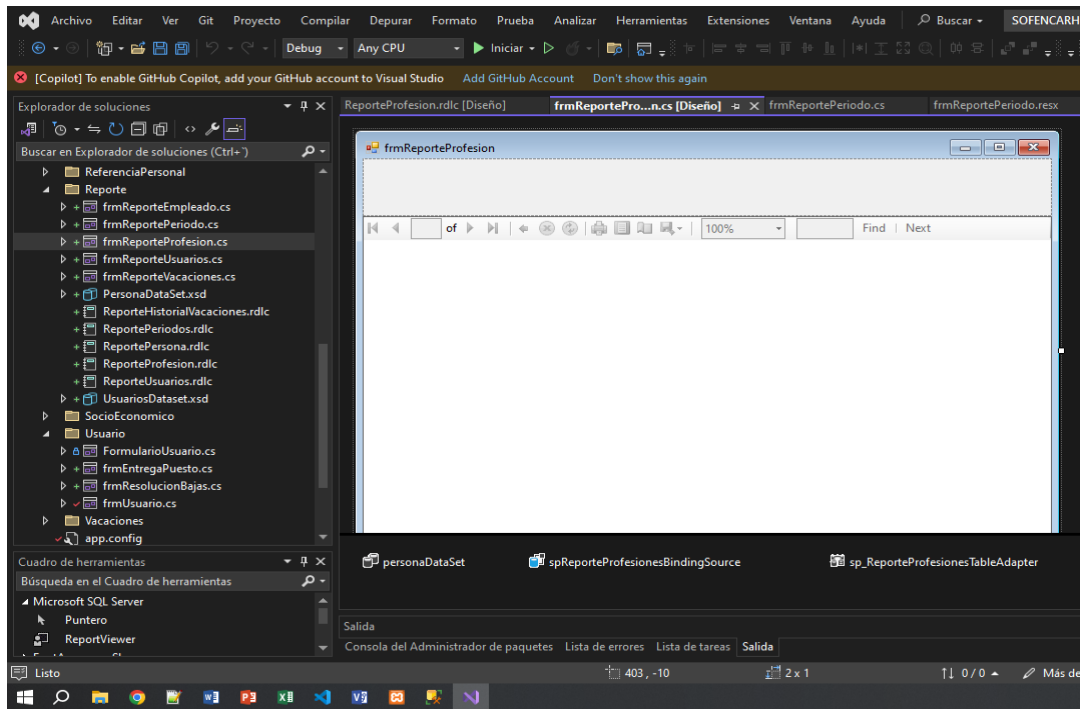 Archivo Editar Ver Git Proyecto Compilar Depurar Formato Prueba Analizar Herramientas Extensiones Ventana Ayuda Buscar SOFENCARH
Debug Any CPU Iniciar
[Copilot] To enable GitHub Copilot, add your GitHub account to Visual Studio Add GitHub Account Don't show this again
Explorador de soluciones
Buscar en Explorador de soluciones (Ctrl+¨)
ReferenciaPersonal
Reporte
frmReporteEmpleado.cs
frmReportePeriodo.cs
frmReporteProfesion.cs
frmReporteUsuarios.cs
frmReporteVacaciones.cs
PersonaDataSet.xsd
ReporteHistorialVacaciones.rdlc
ReportePeriodos.rdlc
ReportePersona.rdlc
ReporteProfesion.rdlc
ReporteUsuarios.rdlc
UsuariosDataset.xsd
SocioEconomico
Usuario
FormularioUsuario.cs
frmEntregaPuesto.cs
frmResolucionBajas.cs
frmUsuario.cs
Vacaciones
app.config
Cuadro de herramientas
Búsqueda en el Cuadro de herramientas
Microsoft SQL Server
Puntero
ReportViewer
ReporteProfesion.rdlc [Diseño] frmReportePro...n.cs [Diseño] frmReportePeriodo.cs frmReportePeriodo.resx
frmReporteProfesion
of 100% Find | Next
personaDataSet spReporteProfesionesBindingSource sp_ReporteProfesionesTableAdapter
Salida
Consola del Administrador de paquetes Lista de errores Lista de tareas Salida
Listo 403 , -10 2 x 1 0 / 0 Más de